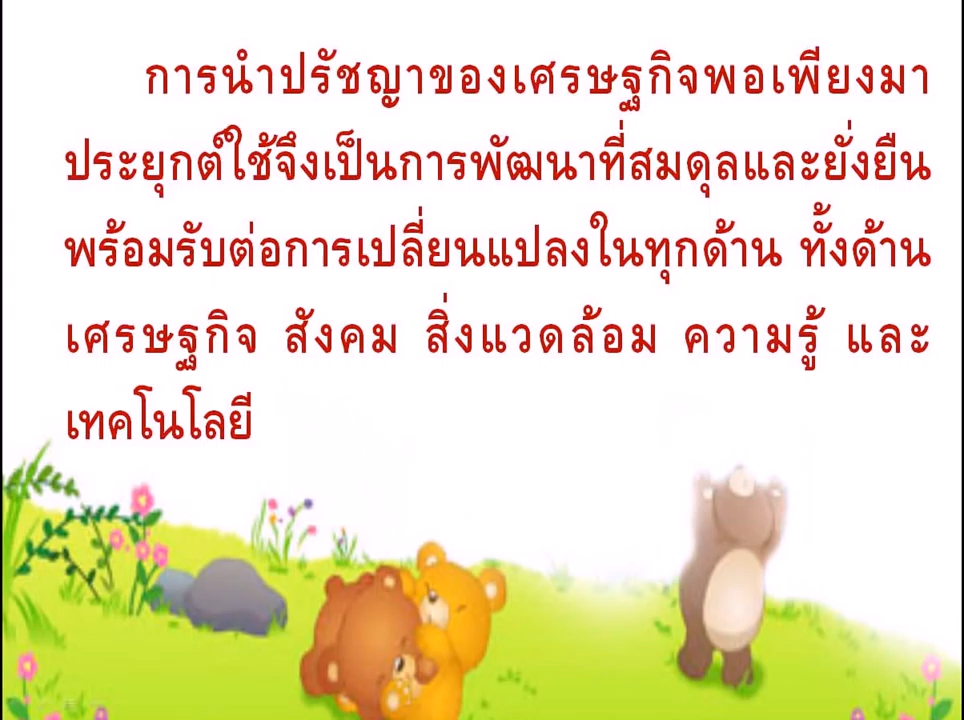 การนำปรัชญาของเศรษฐกิจพอเพียงมา
ประยุกต์ใช้จึงเป็นการพัฒนาที่สมดุลและยั่งยืน
พร้อมรับต่อการเปลี่ยนแปลงในทุกด้าน ทั้งด้าน
เศรษฐกิจ สังคม สิ่งแวดล้อม ความรู้ และ
เทคโนโลยี